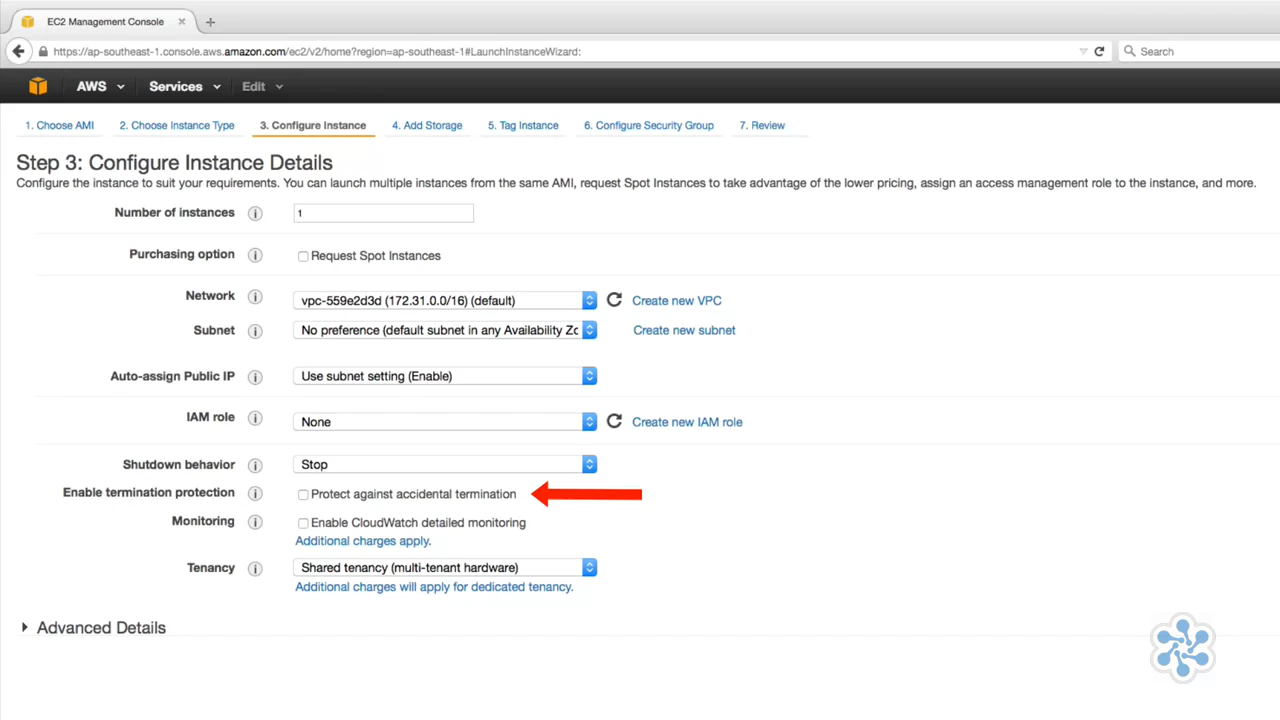 EC2 Management Console
https://ap-southeast-1.console.aws.amazon.com/ec2/v2/home?region=ap-southeast-1#LaunchInstanceWizard:
Search
AWS Services Edit
1. Choose AMI 2. Choose Instance Type 3. Configure Instance 4. Add Storage 5. Tag Instance 6. Configure Security Group 7. Review
Step 3: Configure Instance Details
Configure the instance to suit your requirements. You can launch multiple instances from the same AMI, request Spot Instances to take advantage of the lower pricing, assign an access management role to the instance, and more.
Number of instances i 1
Purchasing option i Request Spot Instances
Network i vpc-559e2d3d (172.31.0.0/16) (default) Create new VPC
Subnet i No preference (default subnet in any Availability Zo Create new subnet
Auto-assign Public IP i Use subnet setting (Enable)
IAM role i None Create new IAM role
Shutdown behavior i Stop
Enable termination protection i Protect against accidental termination
Monitoring i Enable CloudWatch detailed monitoring
Additional charges apply.
Tenancy i Shared tenancy (multi-tenant hardware)
Additional charges will apply for dedicated tenancy.
Advanced Details